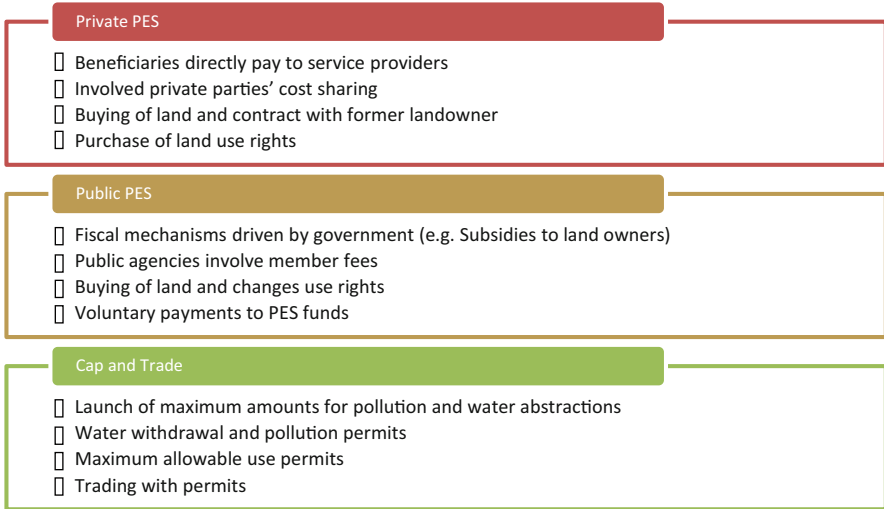 Private PES
Beneficiaries directly pay to service providers
Involved private parties’ cost sharing
Buying of land and contract with former landowner
Purchase of land use rights
Public PES
Fiscal mechanisms driven by government (e.g. Subsidies to land owners)
Public agencies involve member fees
Buying of land and changes use rights
Voluntary payments to PES funds
Cap and Trade
Launch of maximum amounts for pollution and water abstractions
Water withdrawal and pollution permits
Maximum allowable use permits
Trading with permits